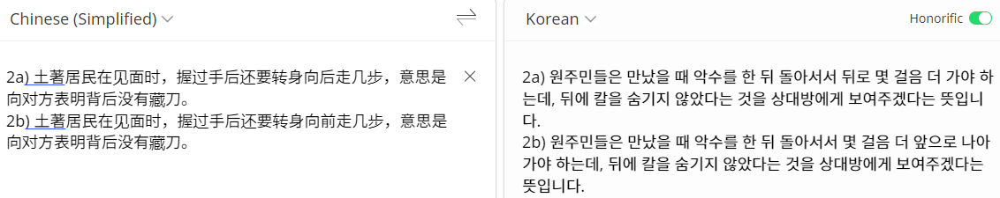 Chinese (Simplified)
Korean
Honorific
2a) 土著居民在见面时，握过手后还要转身向后走几步，意思是
向对方表明背后没有藏刀。
2b) 土著居民在见面时，握过手后还要转身向前走几步，意思是
向对方表明背后没有藏刀。
2a) 원주민들은 만났을 때 악수를 한 뒤 돌아서서 뒤로 몇 걸음 더 가야 하
는데, 뒤에 칼을 숨기지 않았다는 것을 상대방에게 보여주겠다는 뜻입니
다.
2b) 원주민들은 만났을 때 악수를 한 뒤 돌아서서 몇 걸음 더 앞으로 나아
가야 하는데, 뒤에 칼을 숨기지 않았다는 것을 상대방에게 보여주겠다는
뜻입니다.